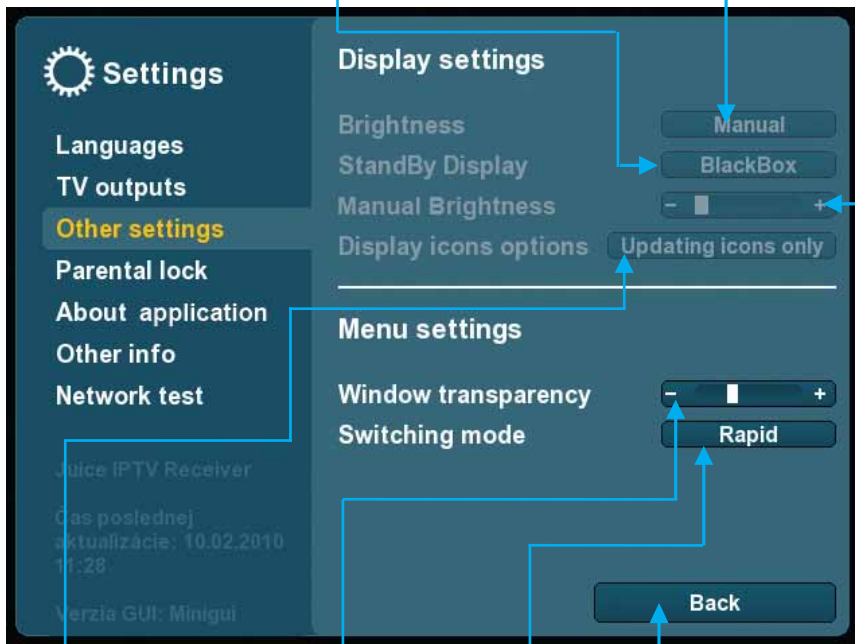 Settings
Languages
TV outputs
Other settings
Parental lock
About application
Other info
Network test
Juice IPTV Receiver
Čas poslednej
aktualizácie: 10.02.2010
11:28
Verzia GUI: Minigui
Display settings
Brightness Manual
StandBy Display BlackBox
Manual Brightness - +
Display icons options Updating icons only
Menu settings
Window transparency - +
Switching mode Rapid
Back